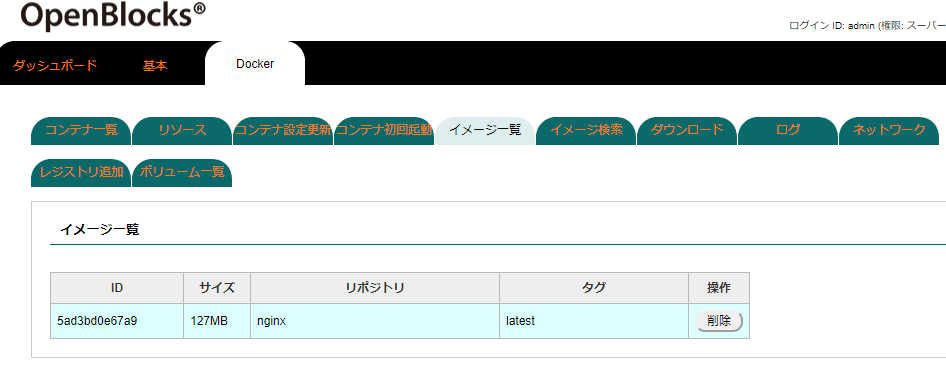 OpenBlocks®
ログイン ID: admin (権限: スーパー
ダッシュボード 基本 Docker
コンテナ一覧 リソース コンテナ設定更新 コンテナ初回起動 イメージ一覧 イメージ検索 ダウンロード ログ ネットワーク
レジストリ追加 ボリューム一覧
イメージ一覧
ID サイズ リポジトリ タグ 操作
5ad3bd0e67a9 127MB nginx latest 削除